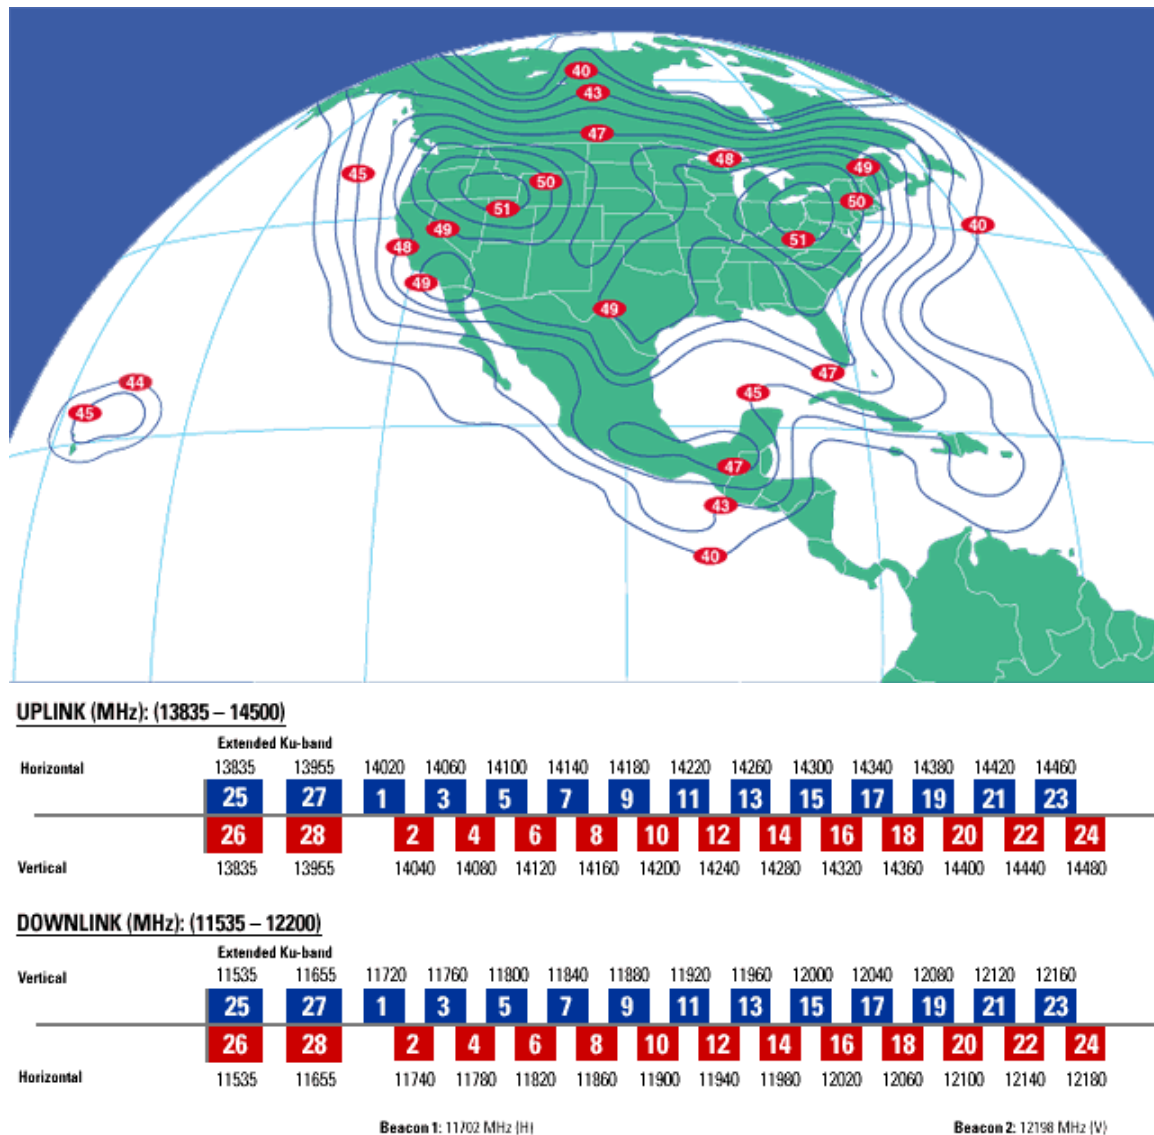 40
43
47
48
49
45
50
50
51
49
51
40
48
49
49
47
44
45
45
47
43
40
UPLINK (MHz): (13835 – 14500)
Extended Ku-band
Horizontal 13835 13955 14020 14060 14100 14140 14180 14220 14260 14300 14340 14380 14420 14460
25 27 1 3 5 7 9 11 13 15 17 19 21 23
26 28 2 4 6 8 10 12 14 16 18 20 22 24
Vertical 13835 13955 14040 14080 14120 14160 14200 14240 14280 14320 14360 14400 14440 14480
DOWNLINK (MHz): (11535 – 12200)
Extended Ku-band
Vertical 11535 11655 11720 11760 11800 11840 11880 11920 11960 12000 12040 12080 12120 12160
25 27 1 3 5 7 9 11 13 15 17 19 21 23
26 28 2 4 6 8 10 12 14 16 18 20 22 24
Horizontal 11535 11655 11740 11780 11820 11860 11900 11940 11980 12020 12060 12100 12140 12180
Beacon 1: 11702 MHz (H) Beacon 2: 12198 MHz (V)